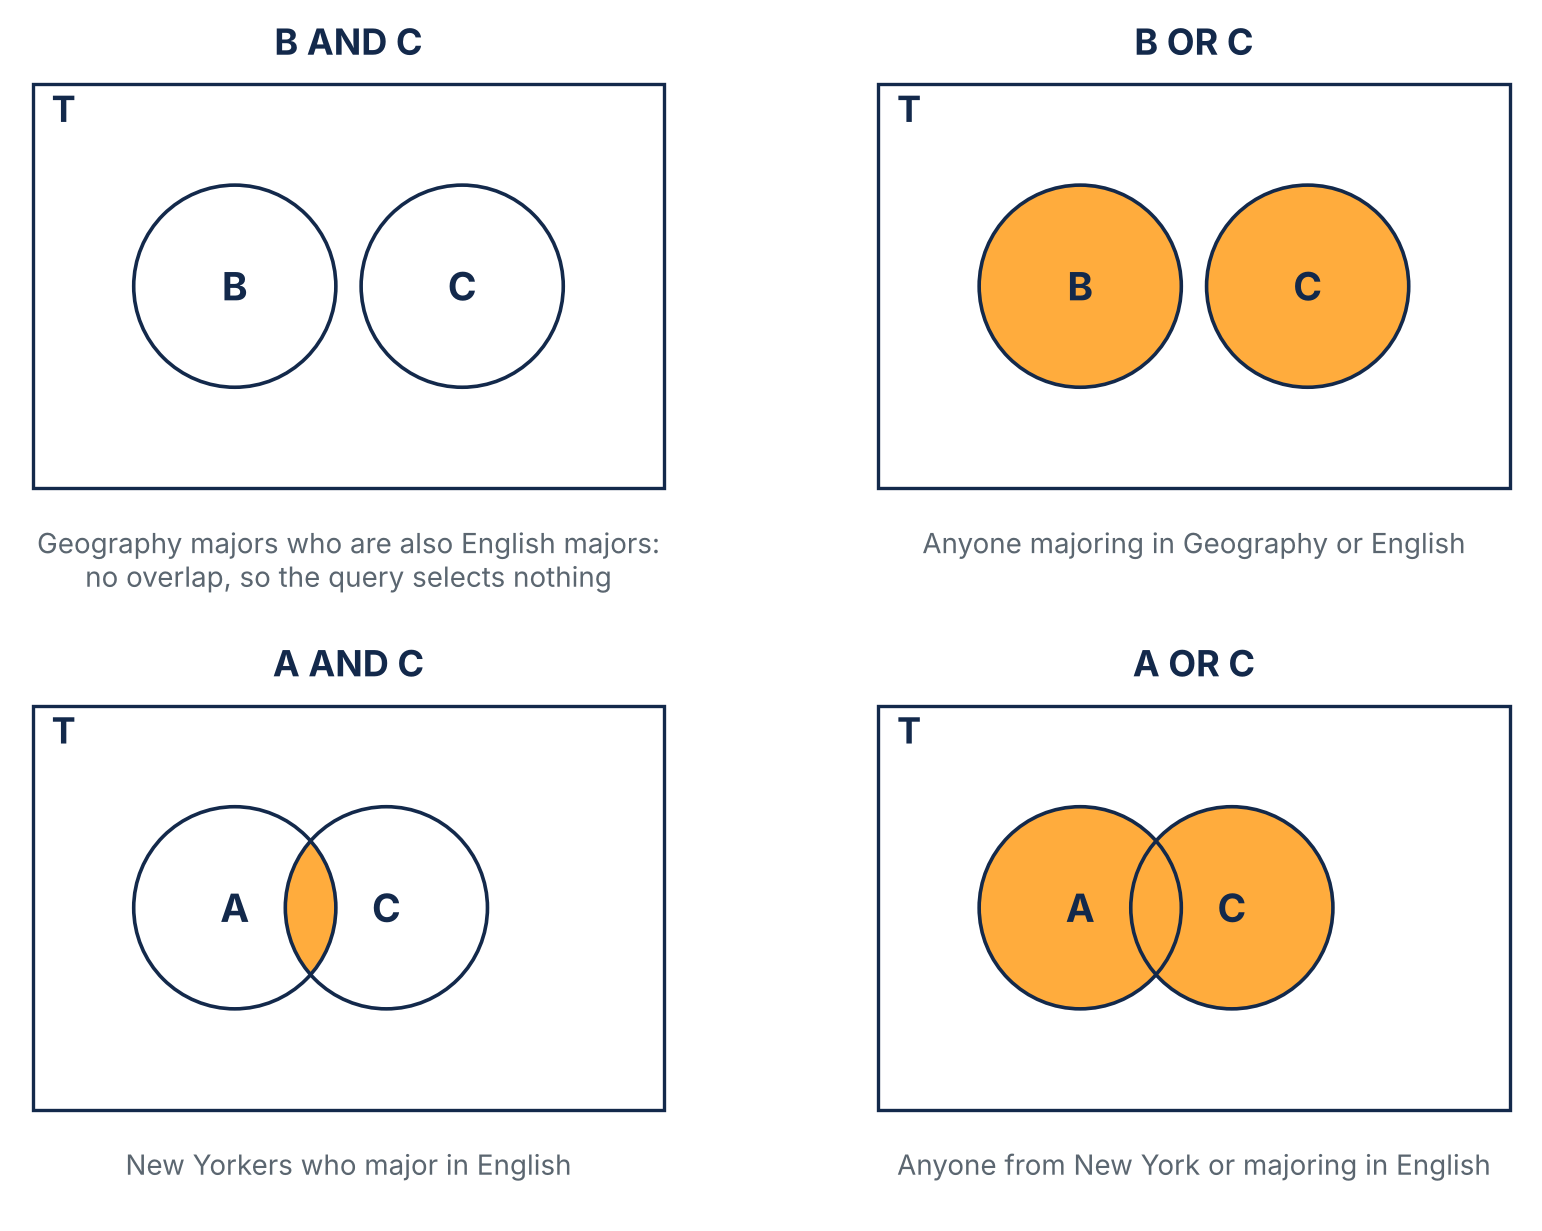 B AND C
T
B
C
Geography majors who are also English majors:
no overlap, so the query selects nothing
B OR C
T
B
C
Anyone majoring in Geography or English
A AND C
T
A
C
New Yorkers who major in English
A OR C
T
A
C
Anyone from New York or majoring in English